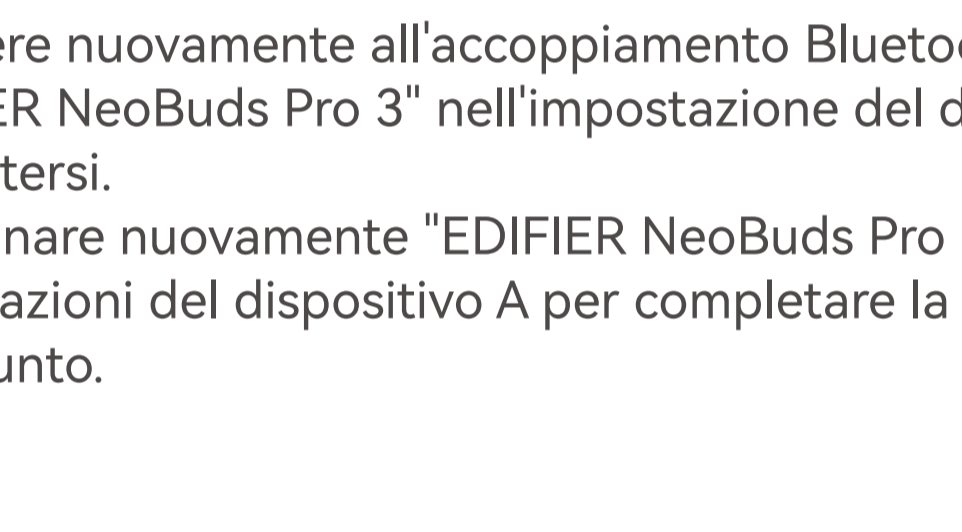 ere nuovamente all'accoppiamento Blueto
ER NeoBuds Pro 3" nell'impostazione del d
tersi.
nare nuovamente "EDIFIER NeoBuds Pro
azioni del dispositivo A per completare la
unto.